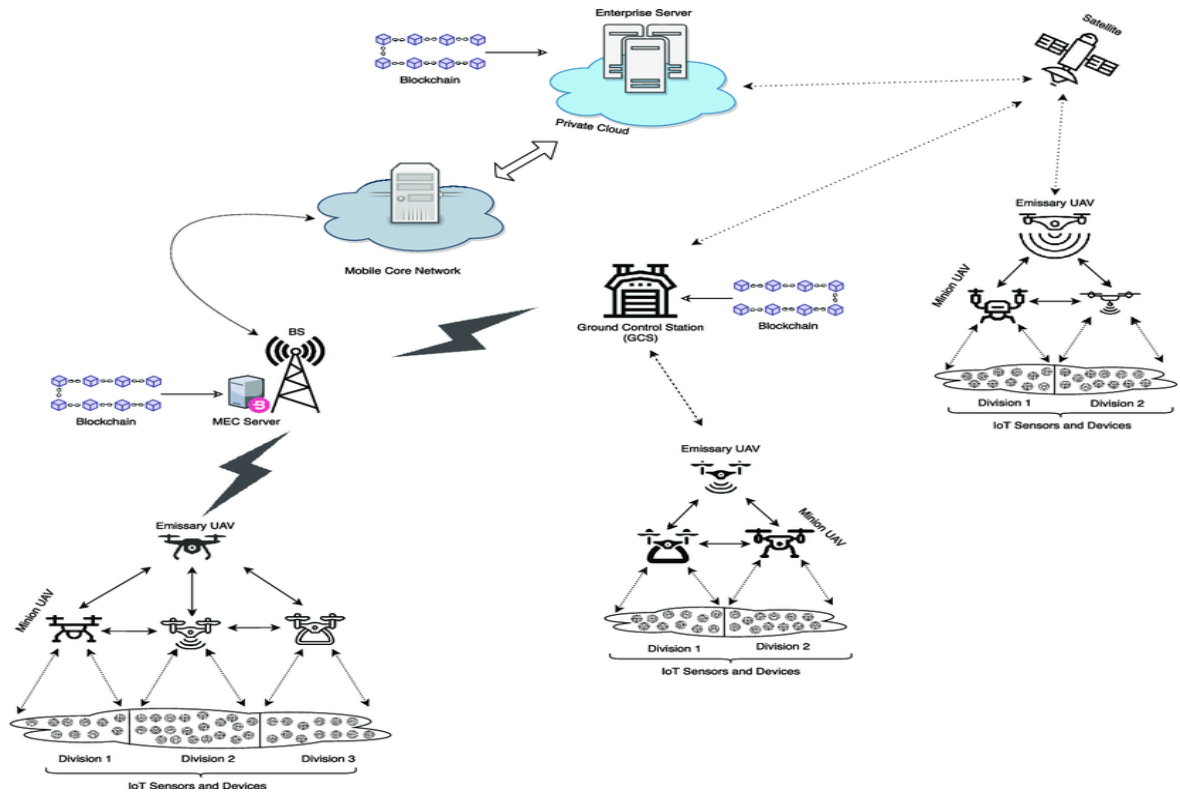 Enterprise Server
Blockchain
Private Cloud
Satellite
Mobile Core Network
Emissary UAV
Minion UAV
Division 1
Division 2
IoT Sensors and Devices
Ground Control Station
(GCS)
Blockchain
BS
Blockchain
MEC Server
Emissary UAV
Minion UAV
Division 1
Division 2
IoT Sensors and Devices
Emissary UAV
Minion UAV
Division 1
Division 2
Division 3
IoT Sensors and Devices